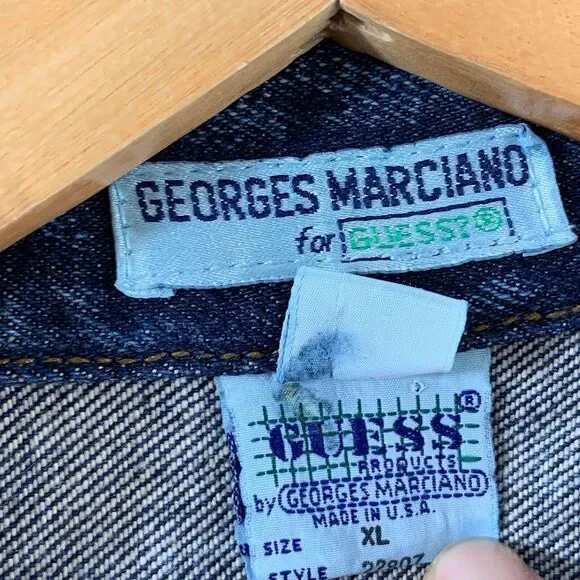 GEORGES MARCIANO
for GUESS?®
GUESS®
PRODUCTS
by GEORGES MARCIANO
MADE IN U.S.A.
SIZE XL
STYLE